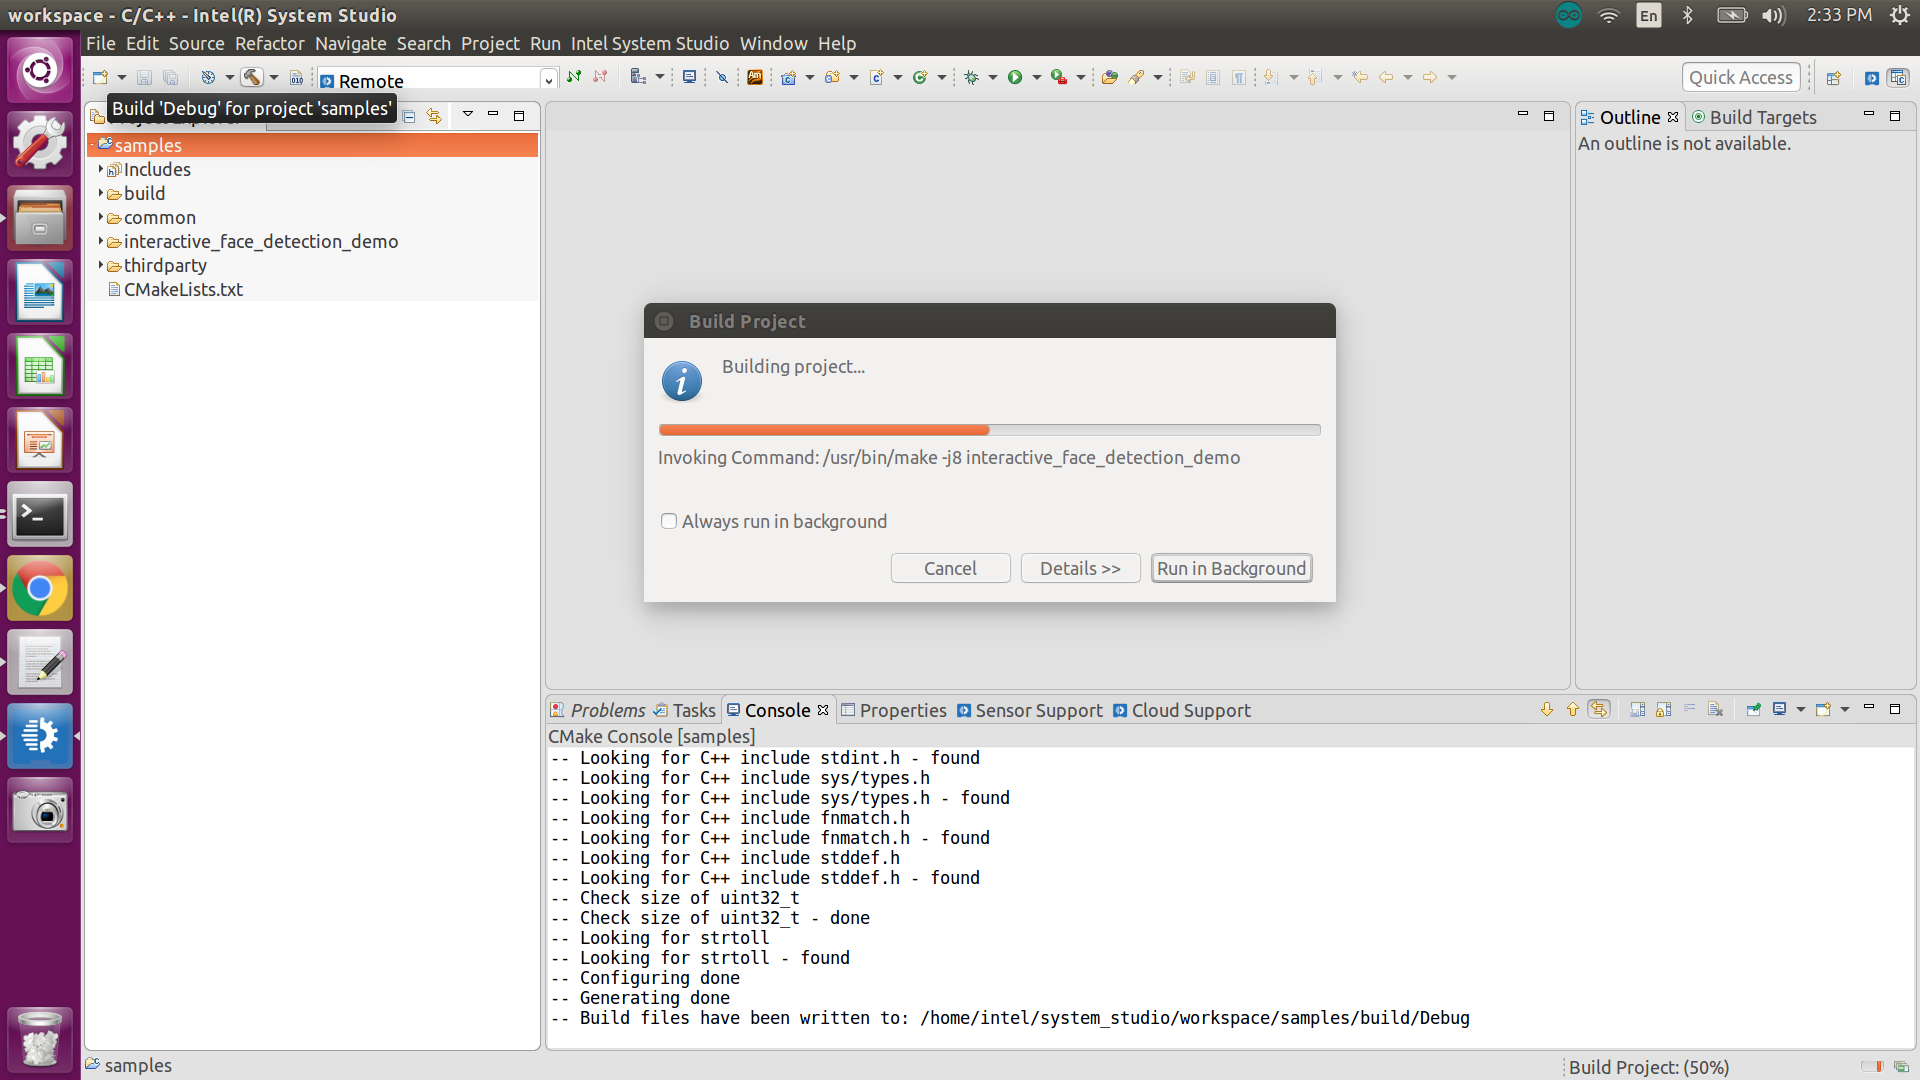 workspace - C/C++ - Intel(R) System Studio
En
2:33 PM
File Edit Source Refactor Navigate Search Project Run Intel System Studio Window Help
010
Remote
Am
Quick Access
Build 'Debug' for project 'samples'
Outline
Build Targets
An outline is not available.
samples
Includes
build
common
interactive_face_detection_demo
thirdparty
CMakeLists.txt
Build Project
Building project...
Invoking Command: /usr/bin/make -j8 interactive_face_detection_demo
Always run in background
Cancel
Details >>
Run in Background
Problems Tasks Console Properties Sensor Support Cloud Support
CMake Console [samples]
-- Looking for C++ include stdint.h - found
-- Looking for C++ include sys/types.h
-- Looking for C++ include sys/types.h - found
-- Looking for C++ include fnmatch.h
-- Looking for C++ include fnmatch.h - found
-- Looking for C++ include stddef.h
-- Looking for C++ include stddef.h - found
-- Check size of uint32_t
-- Check size of uint32_t - done
-- Looking for strtoll
-- Looking for strtoll - found
-- Configuring done
-- Generating done
-- Build files have been written to: /home/intel/system_studio/workspace/samples/build/Debug
samples
Build Project: (50%)